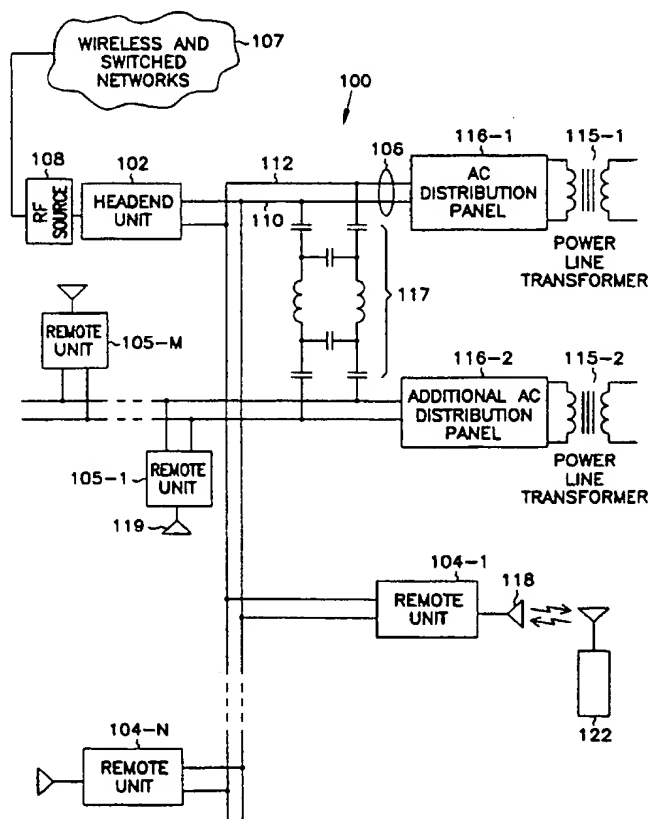 WIRELESS AND
SWITCHED
NETWORKS
107
100
108
RF
SOURCE
102
HEADEND
UNIT
112
110
106
116-1
AC
DISTRIBUTION
PANEL
115-1
POWER
LINE
TRANSFORMER
117
REMOTE
UNIT
105-M
116-2
ADDITIONAL AC
DISTRIBUTION
PANEL
115-2
POWER
LINE
TRANSFORMER
REMOTE
UNIT
105-1
119
104-1
REMOTE
UNIT
118
122
104-N
REMOTE
UNIT